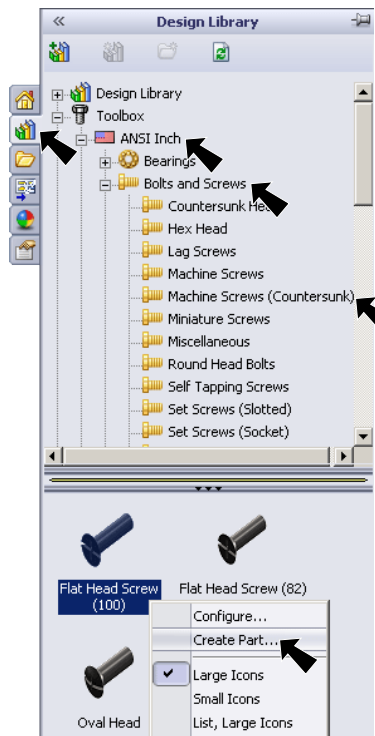 Design Library
Design Library
Toolbox
ANSI Inch
Bearings
Bolts and Screws
Countersunk He
Hex Head
Lag Screws
Machine Screws
Machine Screws (Countersunk)
Miniature Screws
Miscellaneous
Round Head Bolts
Self Tapping Screws
Set Screws (Slotted)
Set Screws (Socket)
Flat Head Screw (100)
Flat Head Screw (82)
Configure...
Create Part...
Large Icons
Small Icons
Oval Head
List, Large Icons